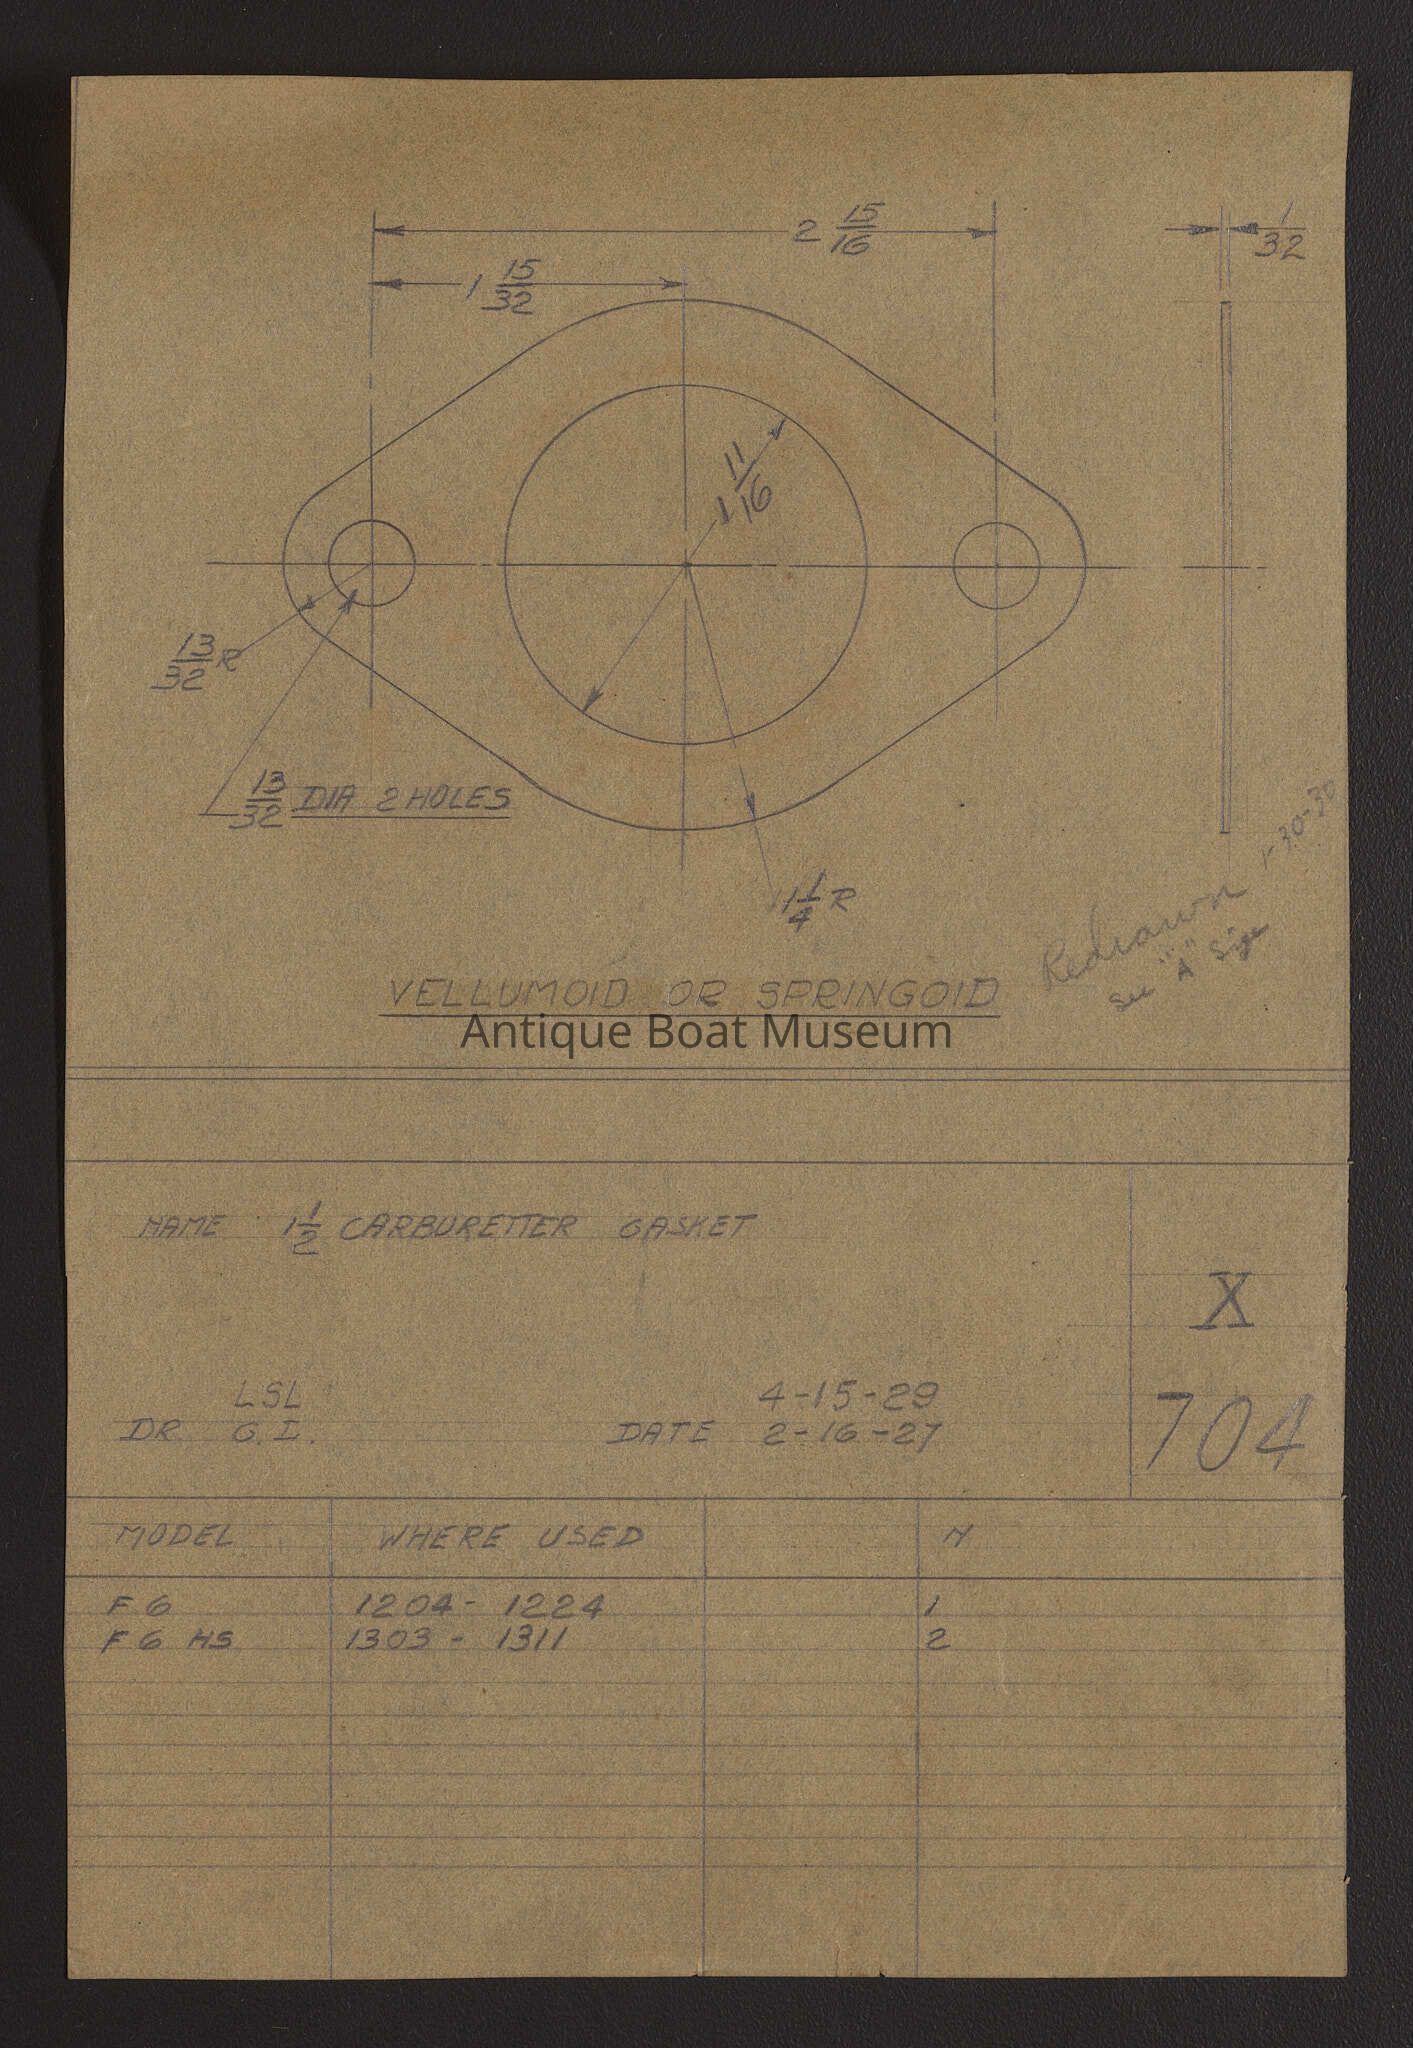 2 15/16
1/32
1 15/32
1 11/16
13/32 R
13/32 DIA 2 HOLES
1 1/4 R
Redrawn 1-30-30
See "A" Size
VELLUMOID OR SPRINGOID
Antique Boat Museum
NAME 1 1/2 CARBURETTER GASKET
X
704
LSL 4-15-29
DR G.I. DATE 2-16-27
MODEL WHERE USED N
F 6 1204 - 1224 1
F 6 HS 1303 - 1311 2